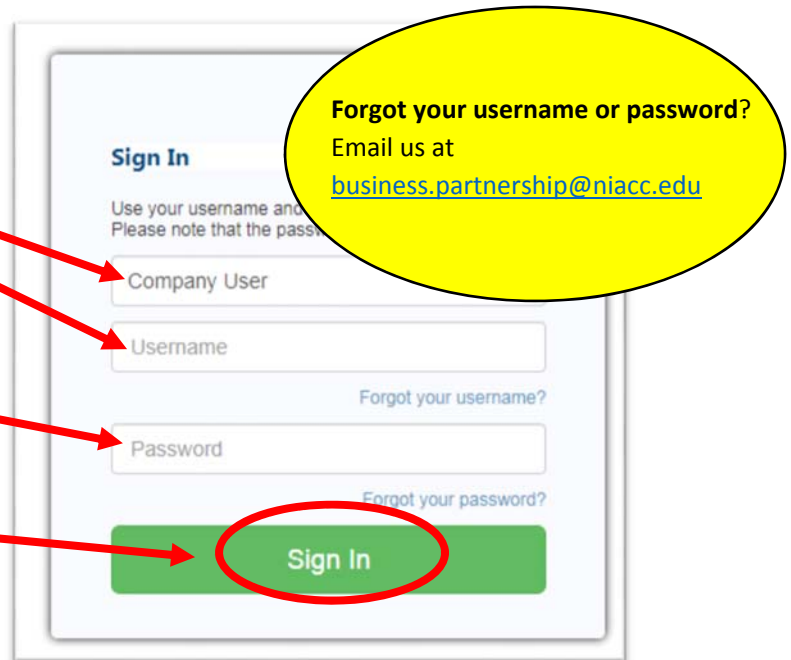 Forgot your username or password?
Email us at
business.partnership@niacc.edu
Sign In
Use your username and
Please note that the
Company User
Username
Forgot your username?
Password
Forgot your password?
Sign In